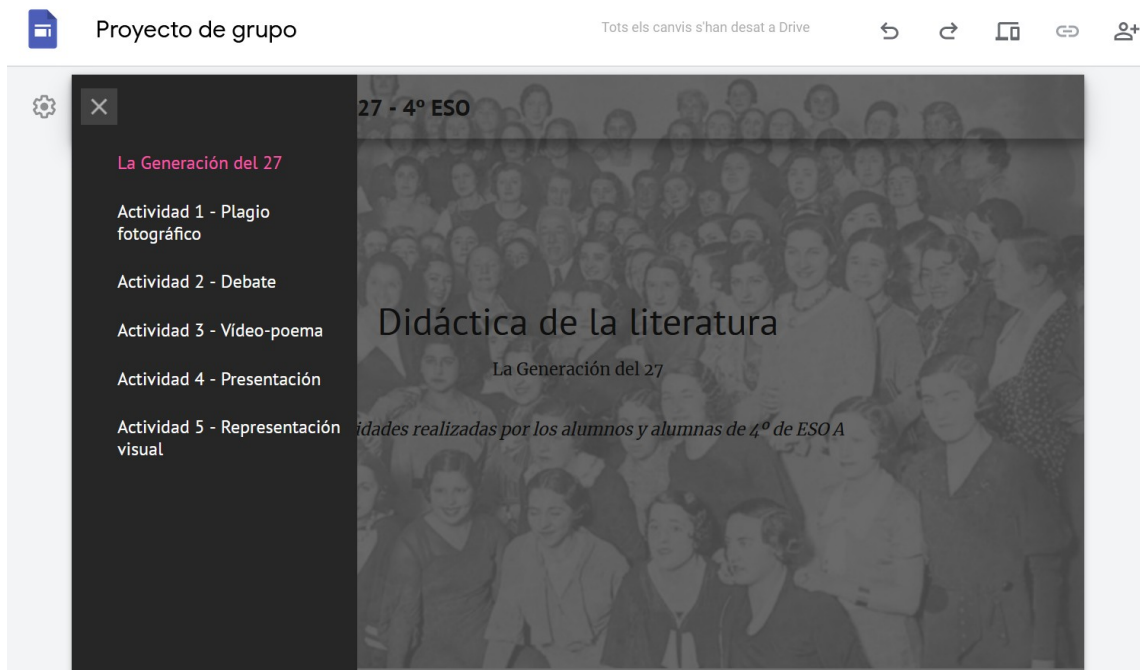 Proyecto de grupo
Tots els canvis s'han desat a Drive
27 - 4º ESO
La Generación del 27
Actividad 1 - Plagio
fotográfico
Actividad 2 - Debate
Actividad 3 - Vídeo-poema
Actividad 4 - Presentación
Actividad 5 - Representación
visual
Didáctica de la literatura
La Generación del 27
idades realizadas por los alumnos y alumnas de 4º de ESO A